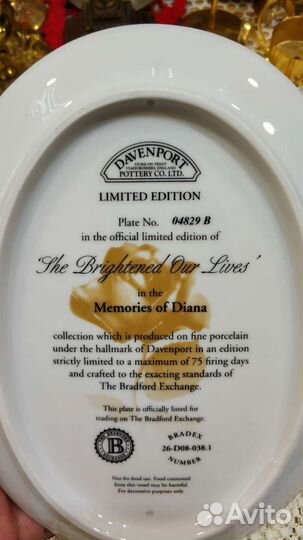 DAVENPORT
STOKE-ON-TRENT
STAFFORDSHIRE, ENGLAND
POTTERY CO. LTD.
LIMITED EDITION
Plate No. 04829 B
in the official limited edition of
'She Brightened Our Lives'
in the
Memories of Diana
collection which is produced on fine porcelain
under the hallmark of Davenport in an edition
strictly limited to a maximum of 75 firing days
and crafted to the exacting standards of
The Bradford Exchange.
This plate is officially listed for
trading on The Bradford Exchange.
B
BRADEX
26-D08-038.1
NUMBER
Not for food use. Food consumed
from this vessel may be harmful.
For decorative purposes only.
Avito